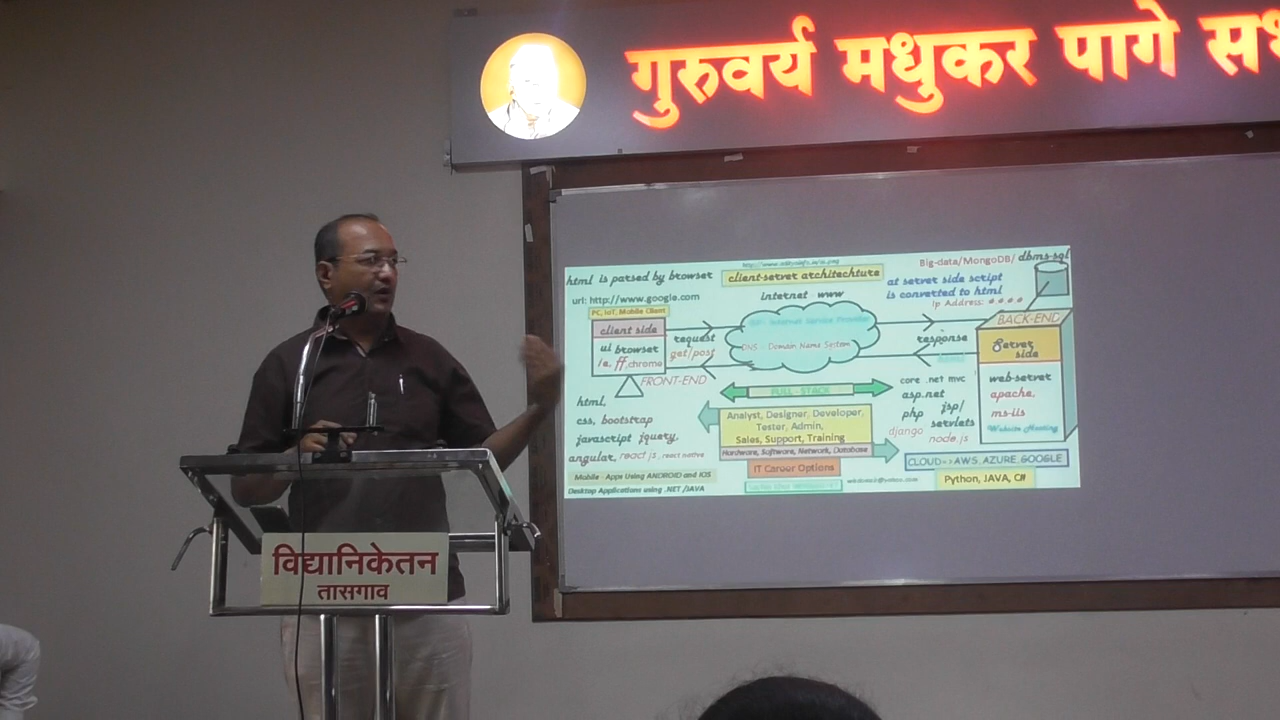 गुरुवर्य मधुकर पागे
html is parsed by browser
client-server architechture
Big-data/MongoDB/ dbms-sql
at server side script
is converted to html
url: http://www.google.com
internet www
Ip Address: * * * *
PC, IoT, Mobile Client
client side
request
get/post
ui browser
ie, ff, chrome
FRONT-END
Internet Service Provider
DNS - Domain Name System
response
BACK-END
Server side
web-server
apache,
ms-iis
Website Hosting
FULL STACK
html,
css, bootstrap
javascript jquery,
angular, react js, react native
Mobile - Apps Using ANDROID and IOS
Desktop Applications using .NET /JAVA
Analyst, Designer, Developer,
Tester, Admin,
Sales, Support, Training
Hardware, Software, Network, Database
IT Career Options
core .net mvc
asp.net
php jsp/
servlets
django
node.js
CLOUD->AWS,AZURE,GOOGLE
Python, JAVA, C#
विद्यानिकेतन
तासगाव